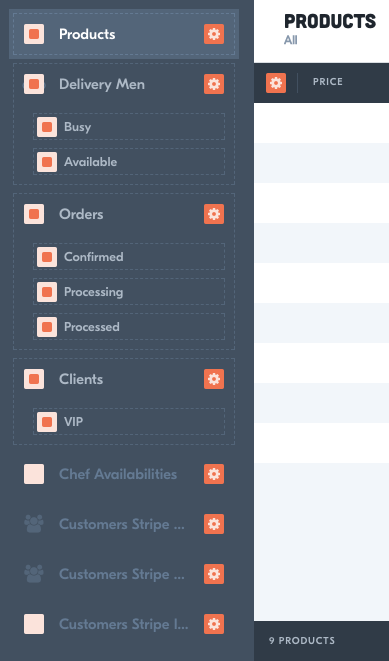 Products
Delivery Men
Busy
Available
Orders
Confirmed
Processing
Processed
Clients
VIP
Chef Availabilities
Customers Stripe ...
Customers Stripe ...
Customers Stripe I...
PRODUCTS
All
PRICE
9 PRODUCTS